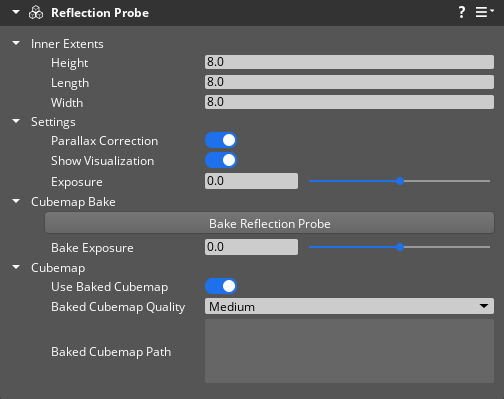 Reflection Probe ?
Inner Extents
Height 8.0
Length 8.0
Width 8.0
Settings
Parallax Correction
Show Visualization
Exposure 0.0
Cubemap Bake
Bake Reflection Probe
Bake Exposure 0.0
Cubemap
Use Baked Cubemap
Baked Cubemap Quality Medium
Baked Cubemap Path